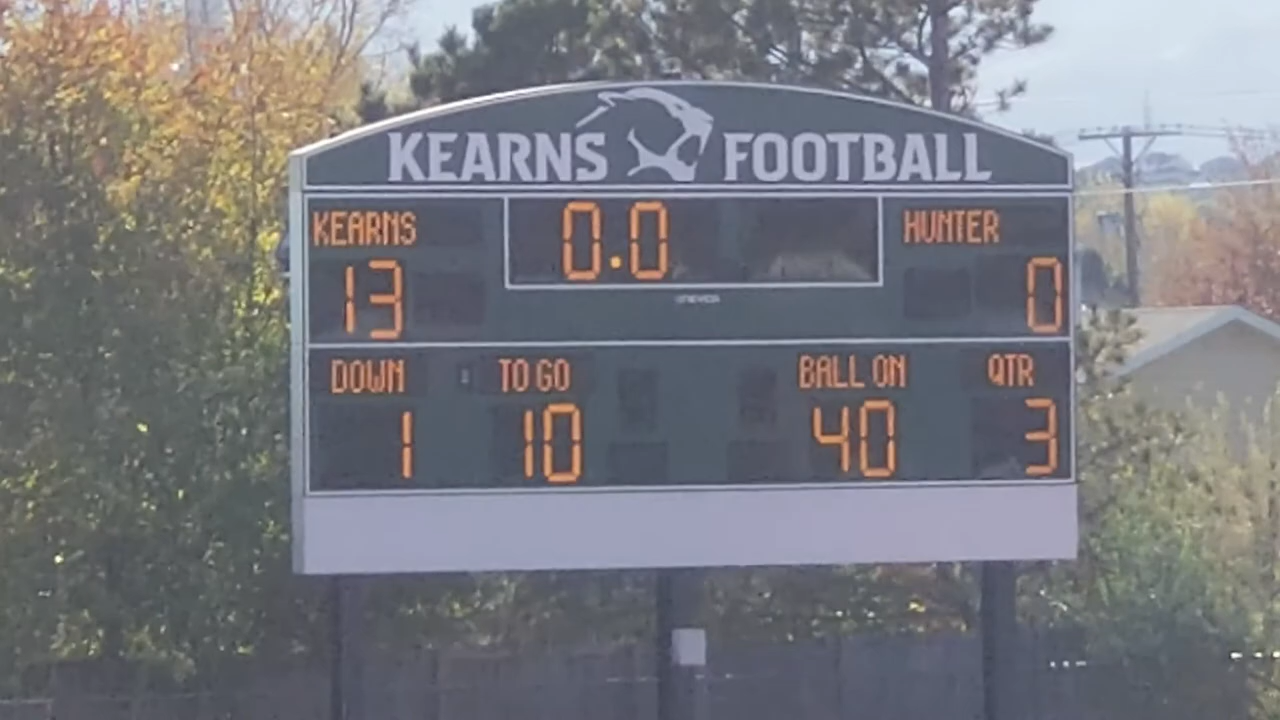 KEARNS FOOTBALL
KEARNS 0.0 HUNTER
13 0
DOWN TO GO BALL ON QTR
1 10 40 3